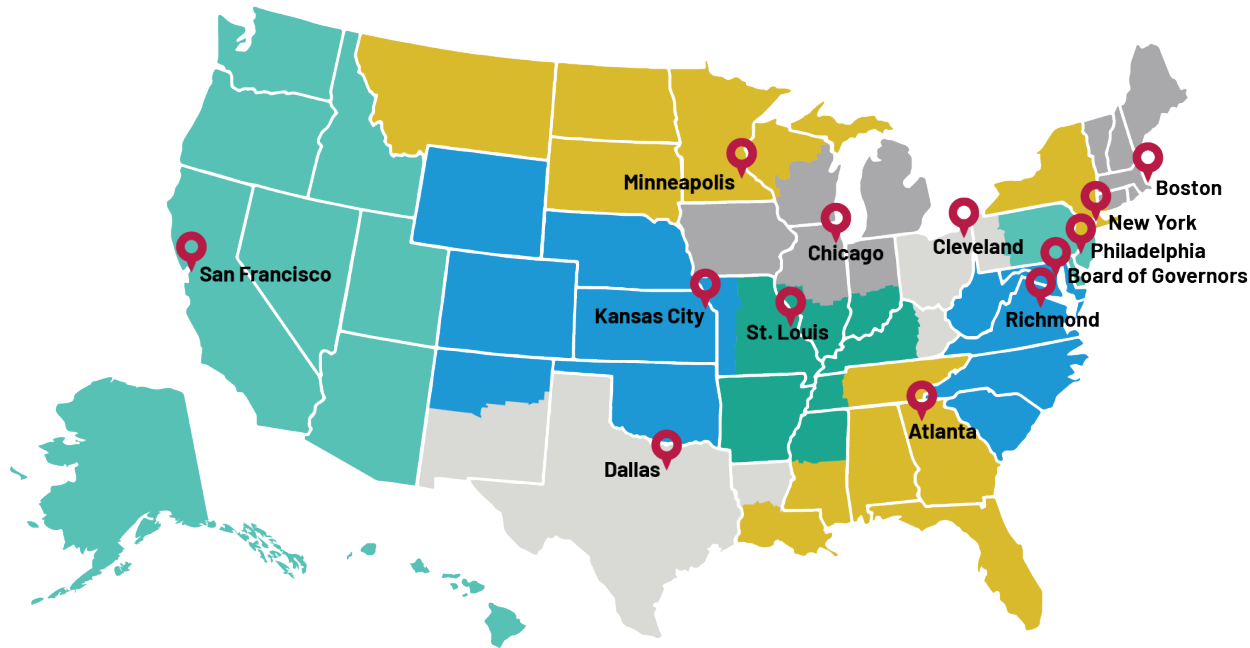 Minneapolis
Boston
New York
Chicago
Cleveland
Philadelphia
San Francisco
Board of Governors
Kansas City
St. Louis
Richmond
Atlanta
Dallas